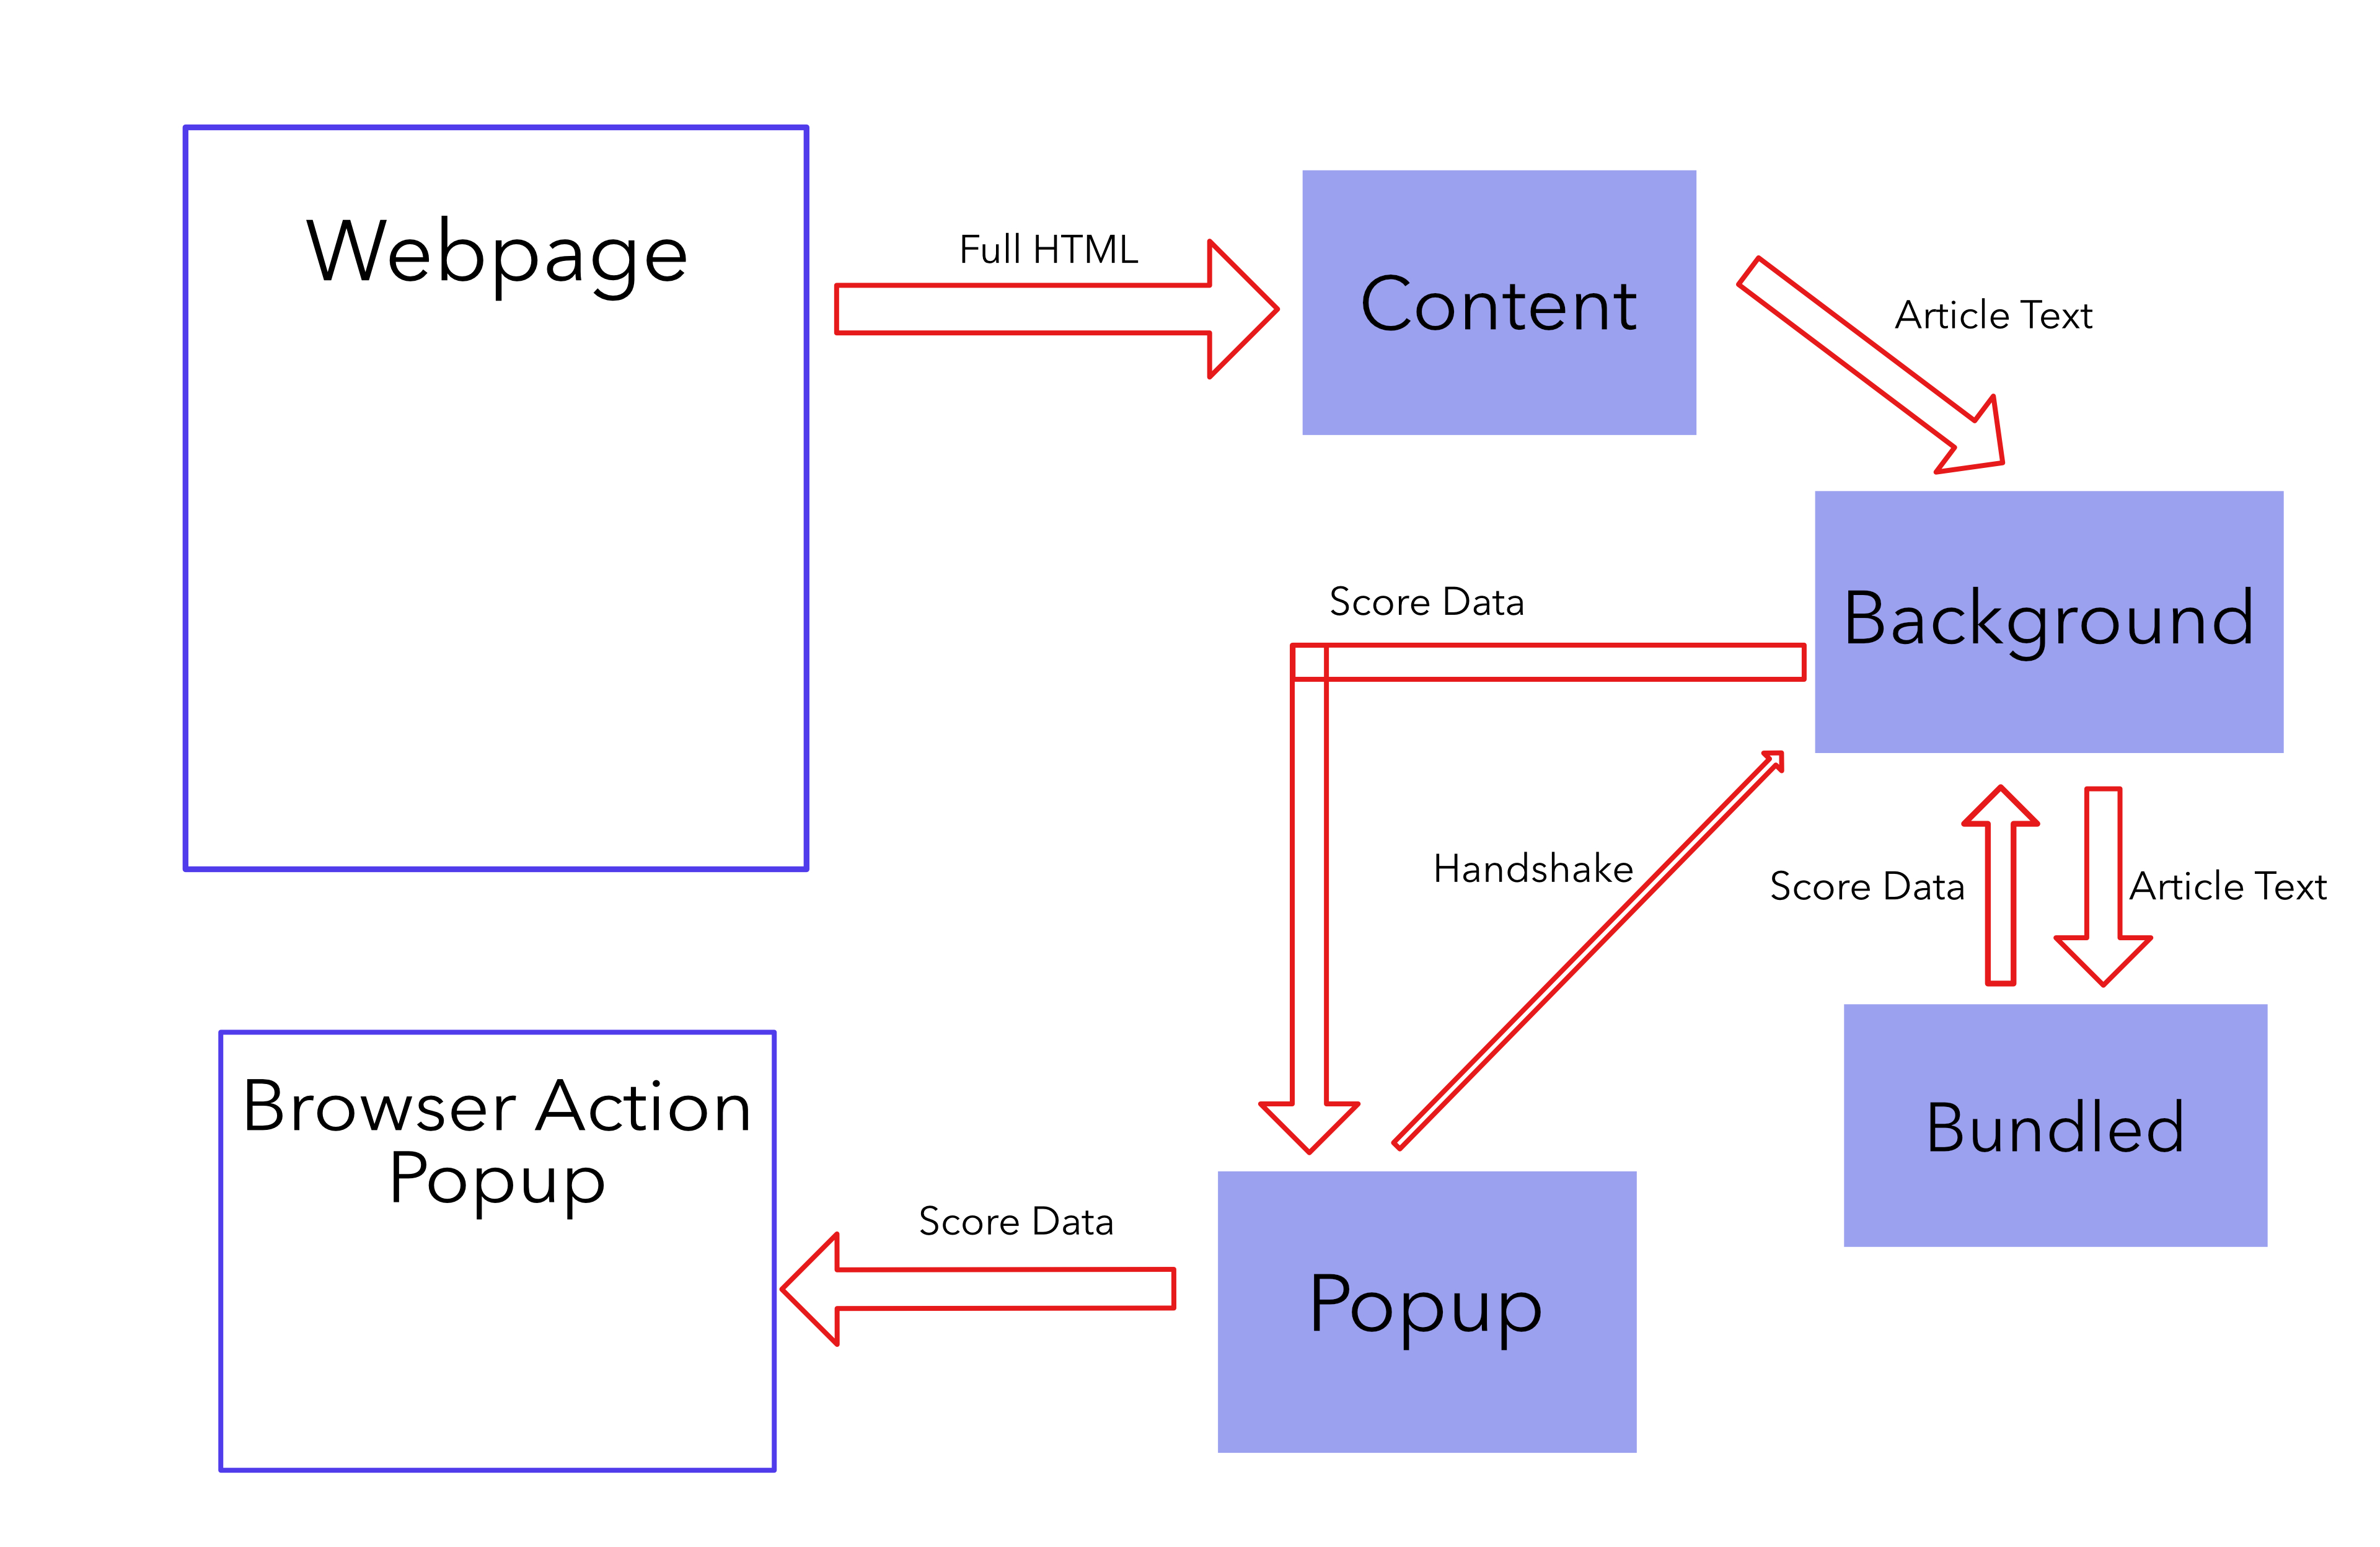 Webpage
Full HTML
Content
Article Text
Score Data
Background
Handshake
Score Data
Article Text
Browser Action
Popup
Score Data
Bundled
Popup